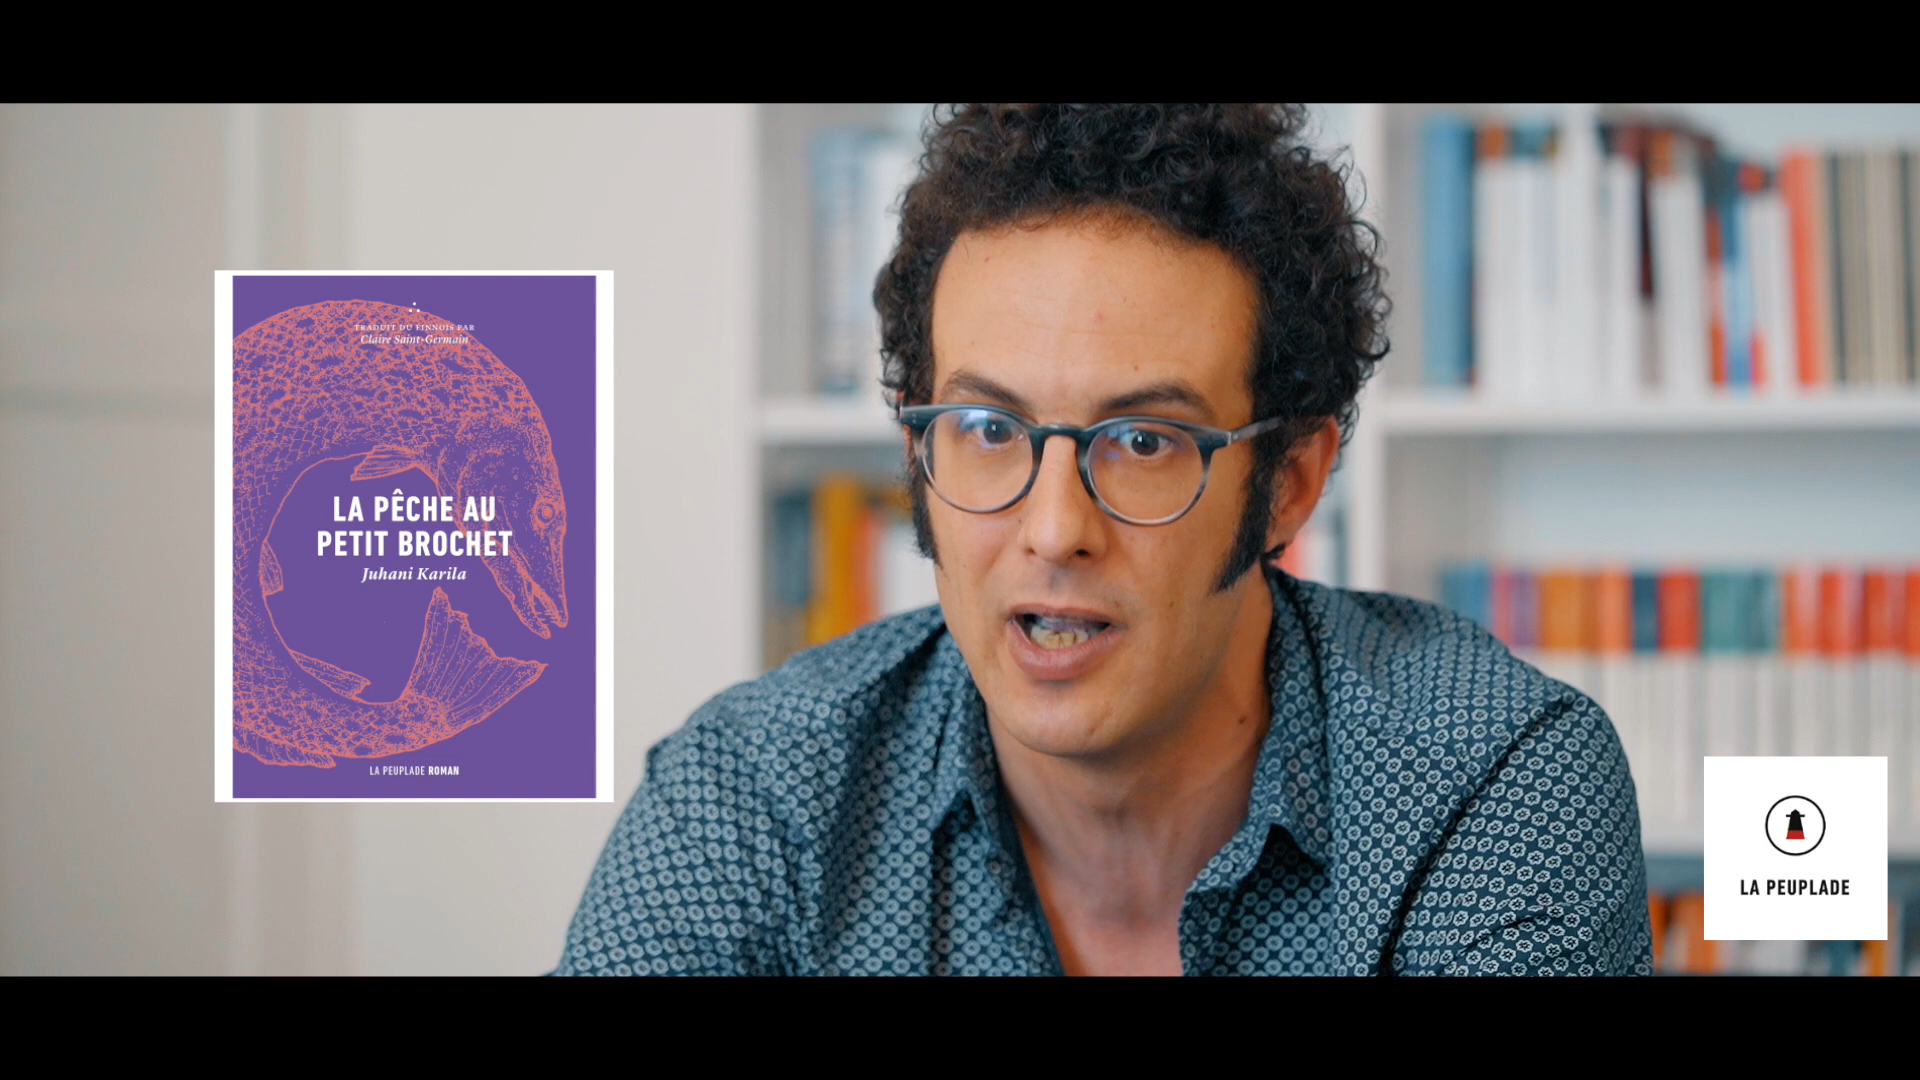 TRADUIT DU FINNOIS PAR
Claire Saint-Germain
LA PÊCHE AU
PETIT BROCHET
Juhani Karila
LA PEUPLADE ROMAN
LA PEUPLADE